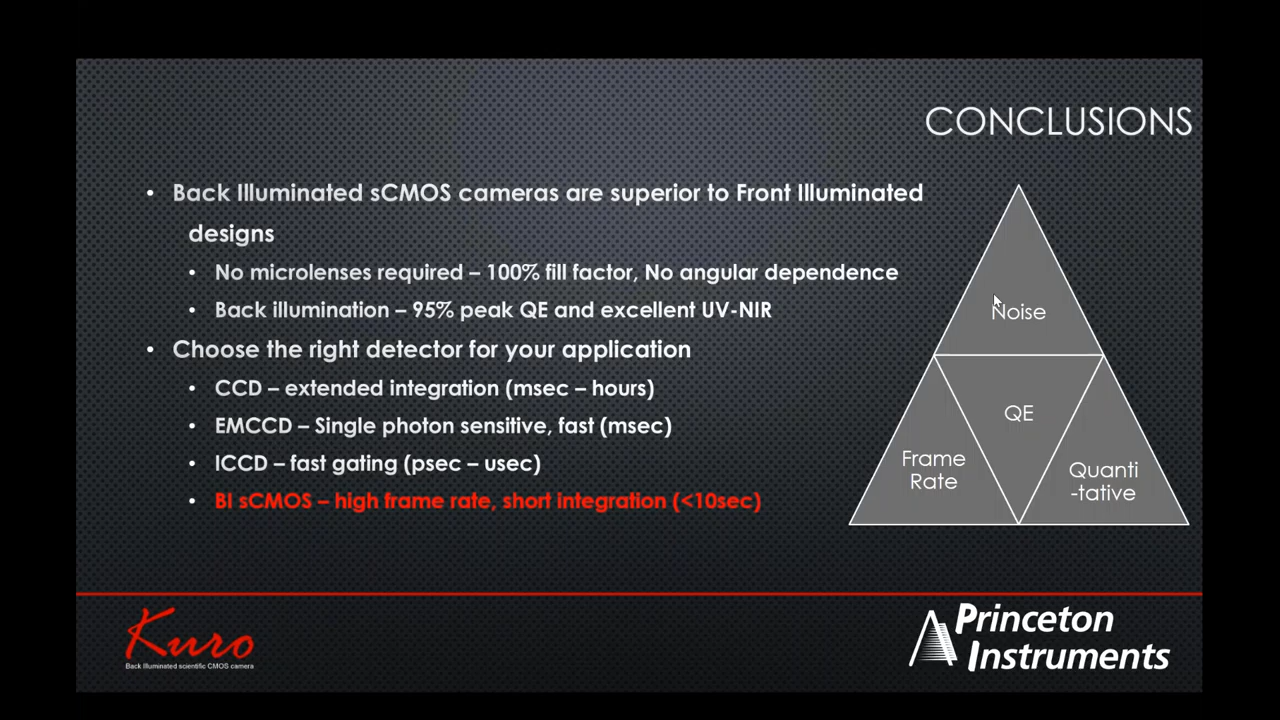 CONCLUSIONS
• Back Illuminated sCMOS cameras are superior to Front Illuminated
designs
• No microlenses required – 100% fill factor, No angular dependence
• Back illumination – 95% peak QE and excellent UV-NIR
• Choose the right detector for your application
• CCD – extended integration (msec – hours)
• EMCCD – Single photon sensitive, fast (msec)
• ICCD – fast gating (psec – usec)
• BI sCMOS – high frame rate, short integration (<10sec)
Noise
QE
Frame
Rate
Quanti
-tative
Kuro
Back Illuminated scientific CMOS camera
Princeton
Instruments